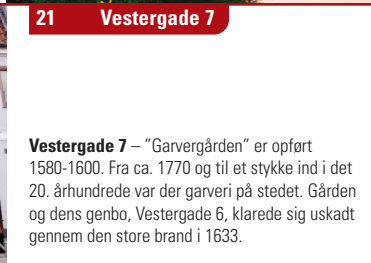 21 Vestergade 7
Vestergade 7 – "Garvergården" er opført
1580-1600. Fra ca. 1770 og til et stykke ind i det
20. århundrede var der garveri på stedet. Gården
og dens genbo, Vestergade 6, klarede sig uskadt
gennem den store brand i 1633.